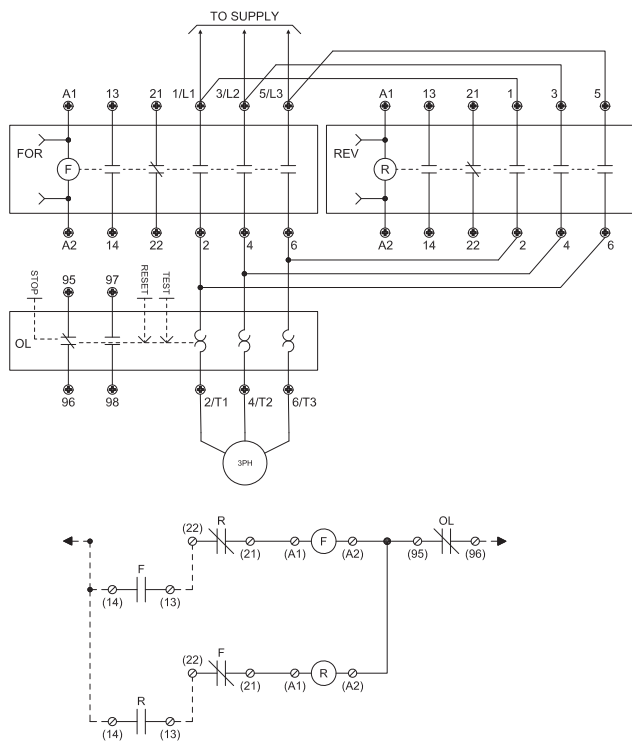 TO SUPPLY
A1 13 21 1/L1 3/L2 5/L3 A1 13 21 1 3 5
FOR F REV R
A2 14 22 2 4 6 A2 14 22 2 4 6
STOP 95 97 RESET TEST
OL
96 98 2/T1 4/T2 6/T3
3PH
(22) R OL
(21) (A1) F (A2) (95) (96)
F
(14) (13)
(22) F
(21) (A1) R (A2)
R
(14) (13)